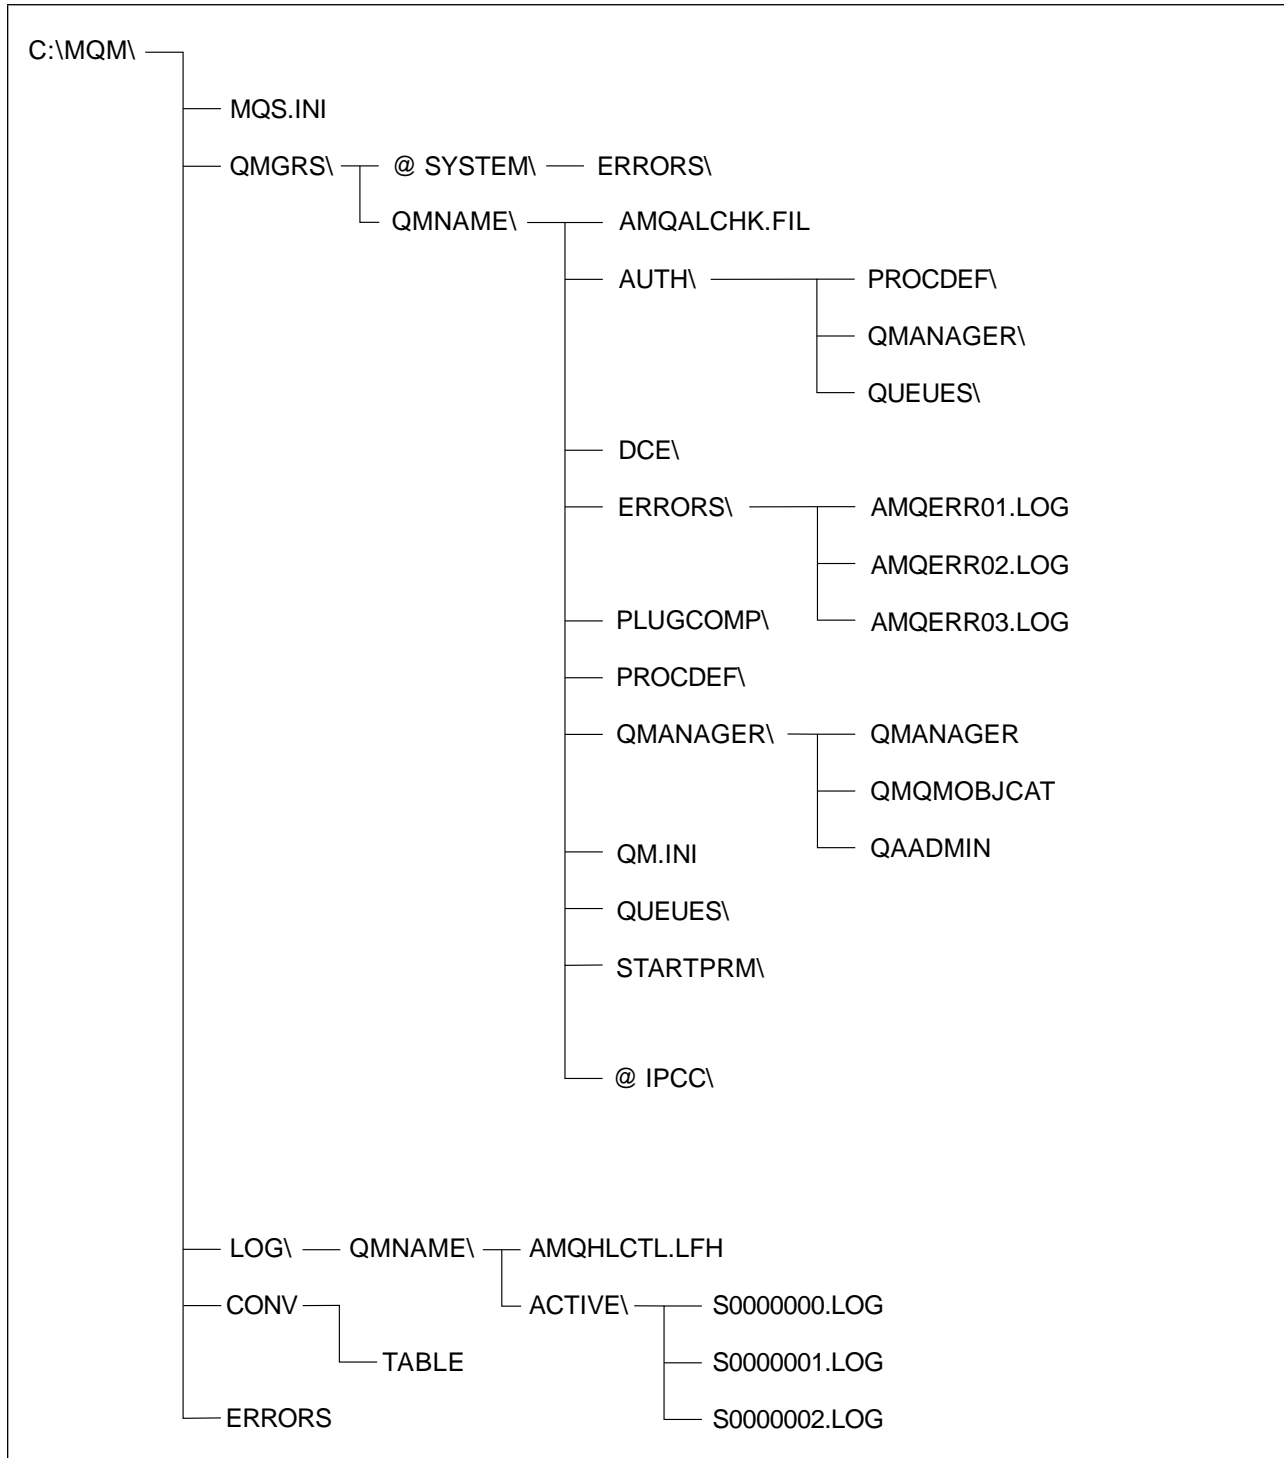 C:\MQM\
MQS.INI
QMGRS\ @ SYSTEM\ ERRORS\
QMNAME\ AMQALCHK.FIL
AUTH\ PROCDEF\
QMANAGER\
QUEUES\
DCE\
ERRORS\ AMQERR01.LOG
AMQERR02.LOG
PLUGCOMP\ AMQERR03.LOG
PROCDEF\
QMANAGER\ QMANAGER
QMQMOBJCAT
QM.INI QAADMIN
QUEUES\
STARTPRM\
@ IPCC\
LOG\ QMNAME\ AMQHLCTL.LFH
CONV ACTIVE\ S0000000.LOG
TABLE S0000001.LOG
ERRORS S0000002.LOG